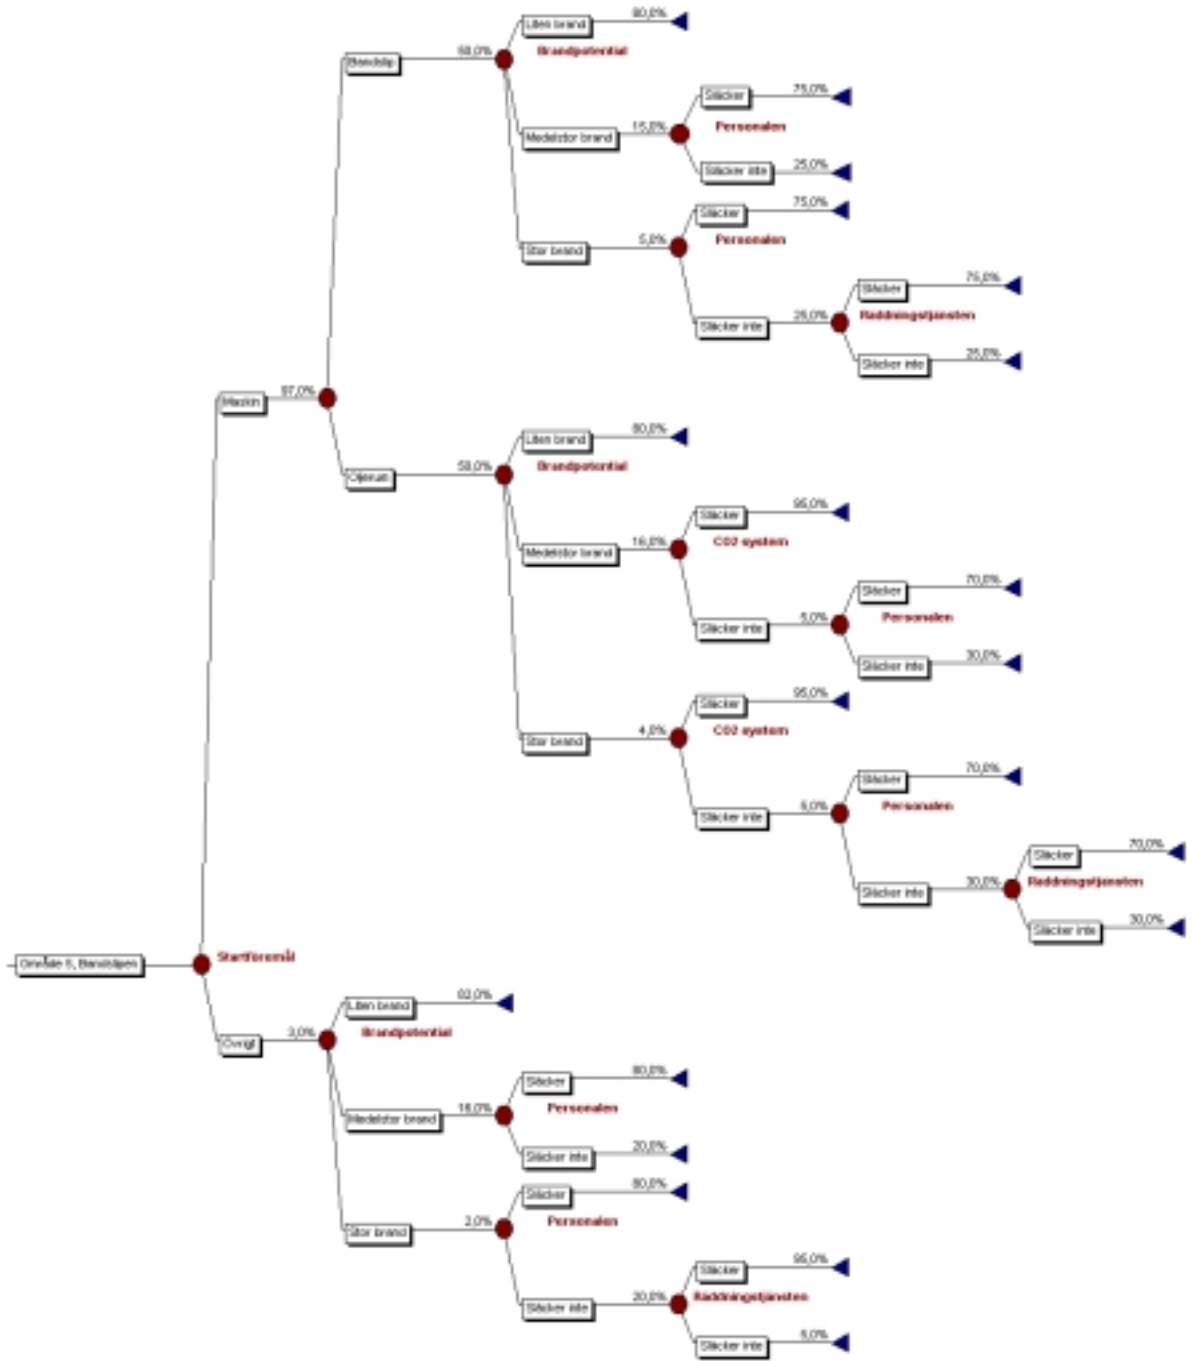 Liten brand 80,0%
Brandpotential
Bandslip 50,0%
Släcker 75,0%
Personalen
Medelstor brand 15,0%
Släcker inte 25,0%
Släcker 75,0%
Personalen
Stor brand 5,0%
Släcker 75,0%
Räddningstjänsten
Släcker inte 25,0%
Släcker inte 25,0%
Maskin 97,0%
Liten brand 80,0%
Brandpotential
Oljerum 50,0%
Släcker 95,0%
CO2 system
Medelstor brand 16,0%
Släcker 70,0%
Personalen
Släcker inte 5,0%
Släcker inte 30,0%
Släcker 95,0%
CO2 system
Stor brand 4,0%
Släcker 70,0%
Personalen
Släcker inte 5,0%
Släcker 70,0%
Räddningstjänsten
Släcker inte 30,0%
Släcker inte 30,0%
Startföremål
Område 5, Bandslipen
Liten brand 82,0%
Brandpotential
Övrigt 3,0%
Släcker 80,0%
Personalen
Medelstor brand 16,0%
Släcker inte 20,0%
Släcker 80,0%
Personalen
Stor brand 2,0%
Släcker 95,0%
Räddningstjänsten
Släcker inte 20,0%
Släcker inte 5,0%